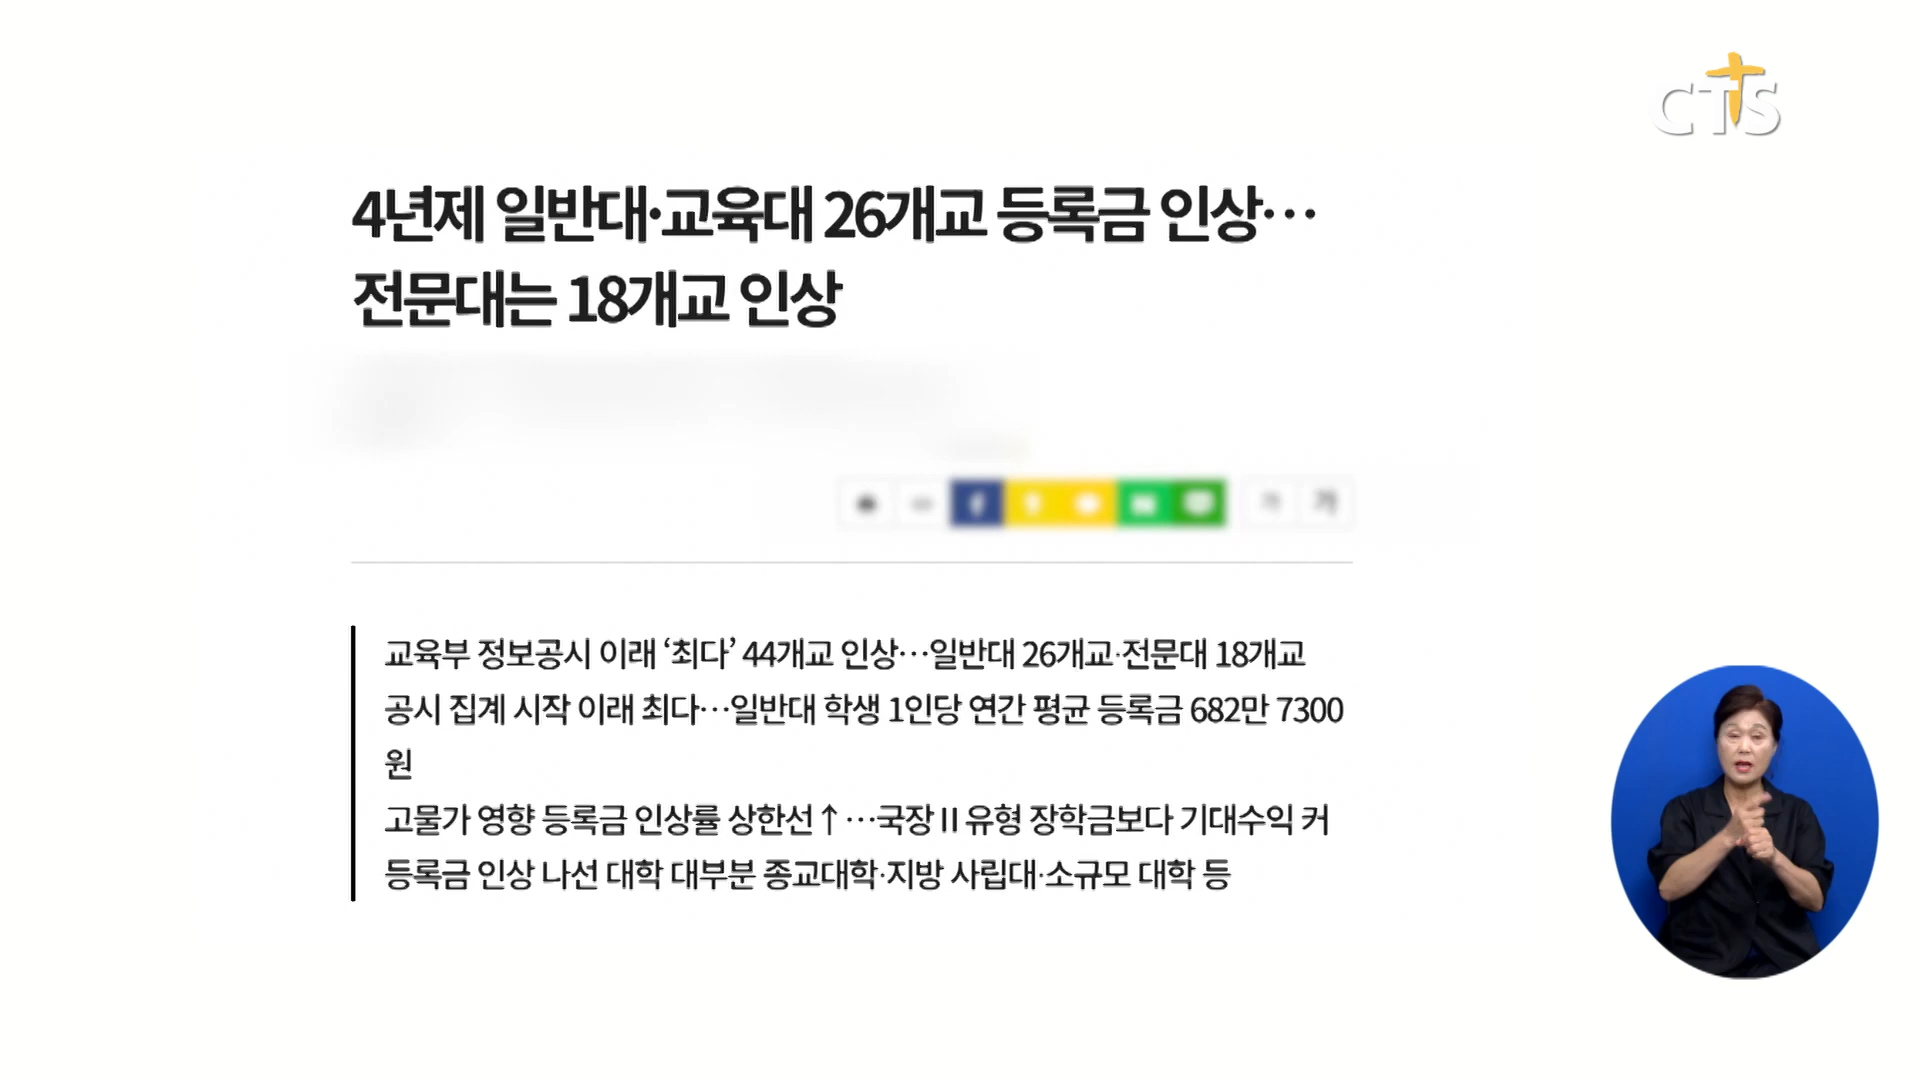 CTS
4년제 일반대·교육대 26개교 등록금 인상…
전문대는 18개교 인상
가 가
교육부 정보공시 이래 ‘최다’ 44개교 인상…일반대 26개교·전문대 18개교
공시 집계 시작 이래 최다…일반대 학생 1인당 연간 평균 등록금 682만 7300
원
고물가 영향 등록금 인상률 상한선↑…국장Ⅱ유형 장학금보다 기대수익 커
등록금 인상 나선 대학 대부분 종교대학·지방 사립대·소규모 대학 등